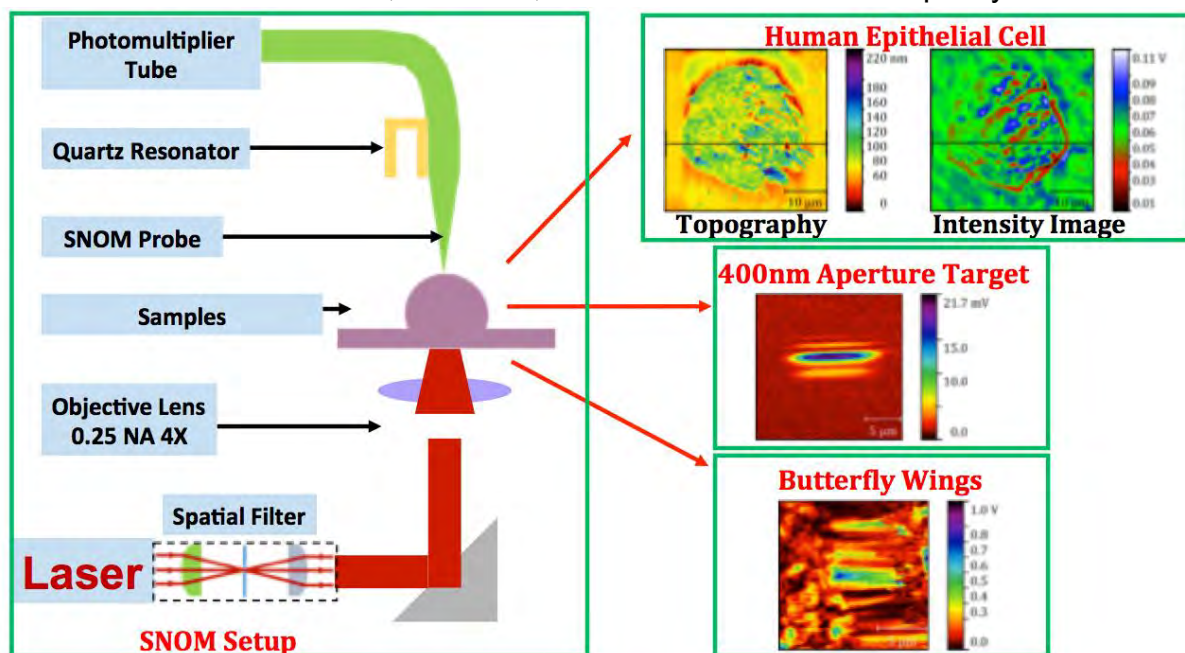 Photomultiplier
Tube
Quartz Resonator
SNOM Probe
Samples
Objective Lens
0.25 NA 4X
Spatial Filter
Laser
SNOM Setup
Human Epithelial Cell
220 nm
180
160
140
120
100
80
60
0
10 μm
Topography
0.11 V
0.09
0.08
0.07
0.06
0.05
0.04
0.03
0.01
10 μm
Intensity Image
400nm Aperture Target
21.7 mV
15.0
10.0
0.0
5 μm
Butterfly Wings
1.0 V
0.8
0.7
0.6
0.5
0.4
0.3
0.0